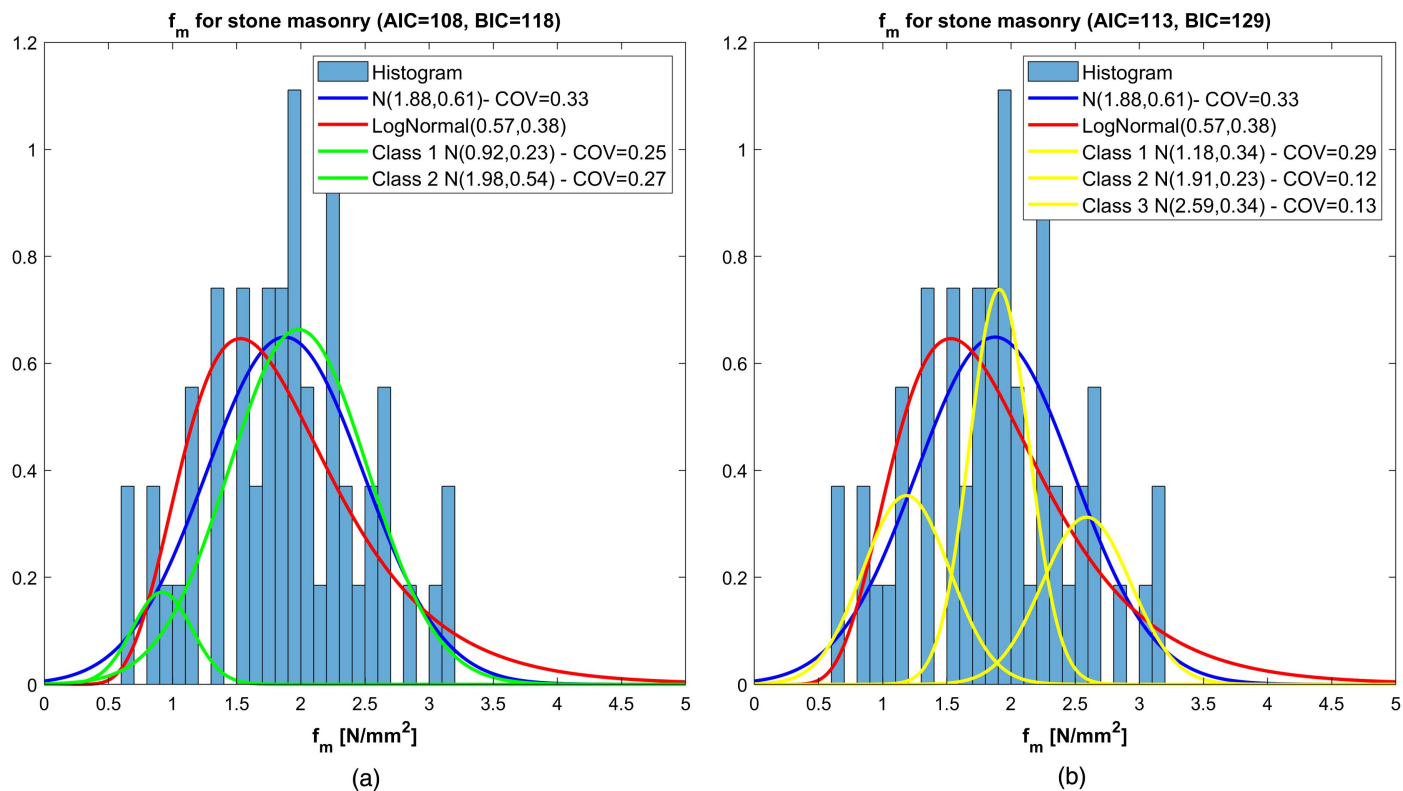 f_m for stone masonry (AIC=108, BIC=118)
1.2
1
0.8
0.6
0.4
0.2
0
Histogram
N(1.88,0.61)- COV=0.33
LogNormal(0.57,0.38)
Class 1 N(0.92,0.23) - COV=0.25
Class 2 N(1.98,0.54) - COV=0.27
0 0.5 1 1.5 2 2.5 3 3.5 4 4.5 5
f_m [N/mm²]
(a)
f_m for stone masonry (AIC=113, BIC=129)
1.2
1
0.8
0.6
0.4
0.2
0
Histogram
N(1.88,0.61)- COV=0.33
LogNormal(0.57,0.38)
Class 1 N(1.18,0.34) - COV=0.29
Class 2 N(1.91,0.23) - COV=0.12
Class 3 N(2.59,0.34) - COV=0.13
0 0.5 1 1.5 2 2.5 3 3.5 4 4.5 5
f_m [N/mm²]
(b)